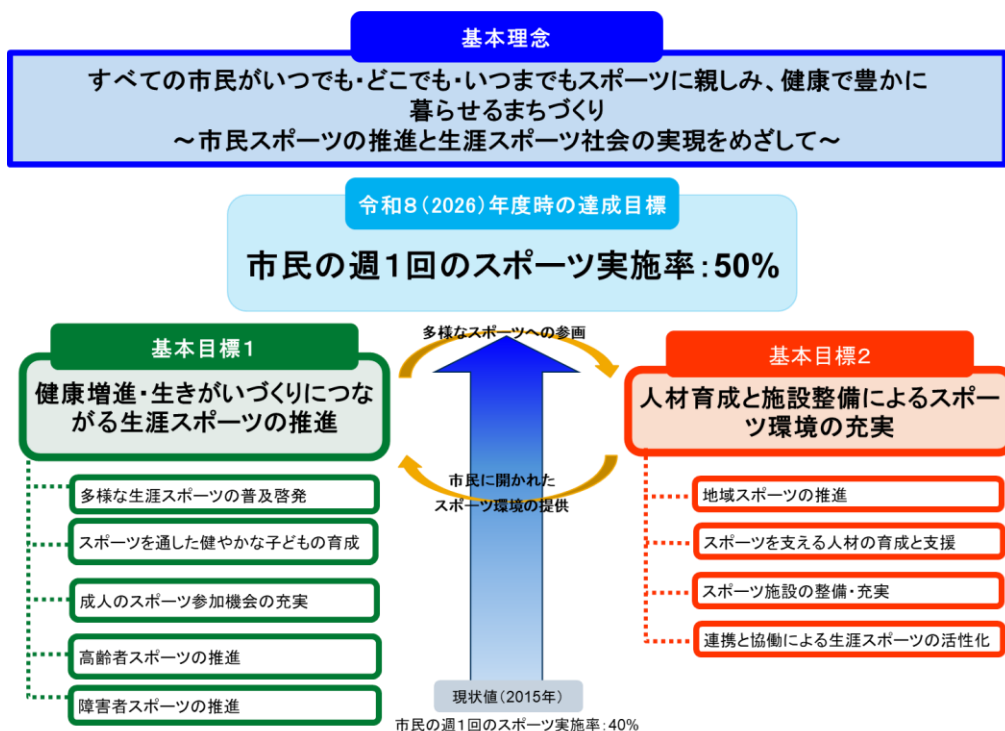 基本理念
すべての市民がいつでも・どこでも・いつまでもスポーツに親しみ、健康で豊かに
暮らせるまちづくり
～市民スポーツの推進と生涯スポーツ社会の実現をめざして～
令和8(2026)年度時の達成目標
市民の週1回のスポーツ実施率:50%
多様なスポーツへの参画
基本目標1
健康増進・生きがいづくりにつな
がる生涯スポーツの推進
多様な生涯スポーツの普及啓発
スポーツを通した健やかな子どもの育成
成人のスポーツ参加機会の充実
高齢者スポーツの推進
障害者スポーツの推進
市民に開かれた
スポーツ環境の提供
基本目標2
人材育成と施設整備によるスポー
ツ環境の充実
地域スポーツの推進
スポーツを支える人材の育成と支援
スポーツ施設の整備・充実
連携と協働による生涯スポーツの活性化
現状値(2015年)
市民の週1回のスポーツ実施率:40%